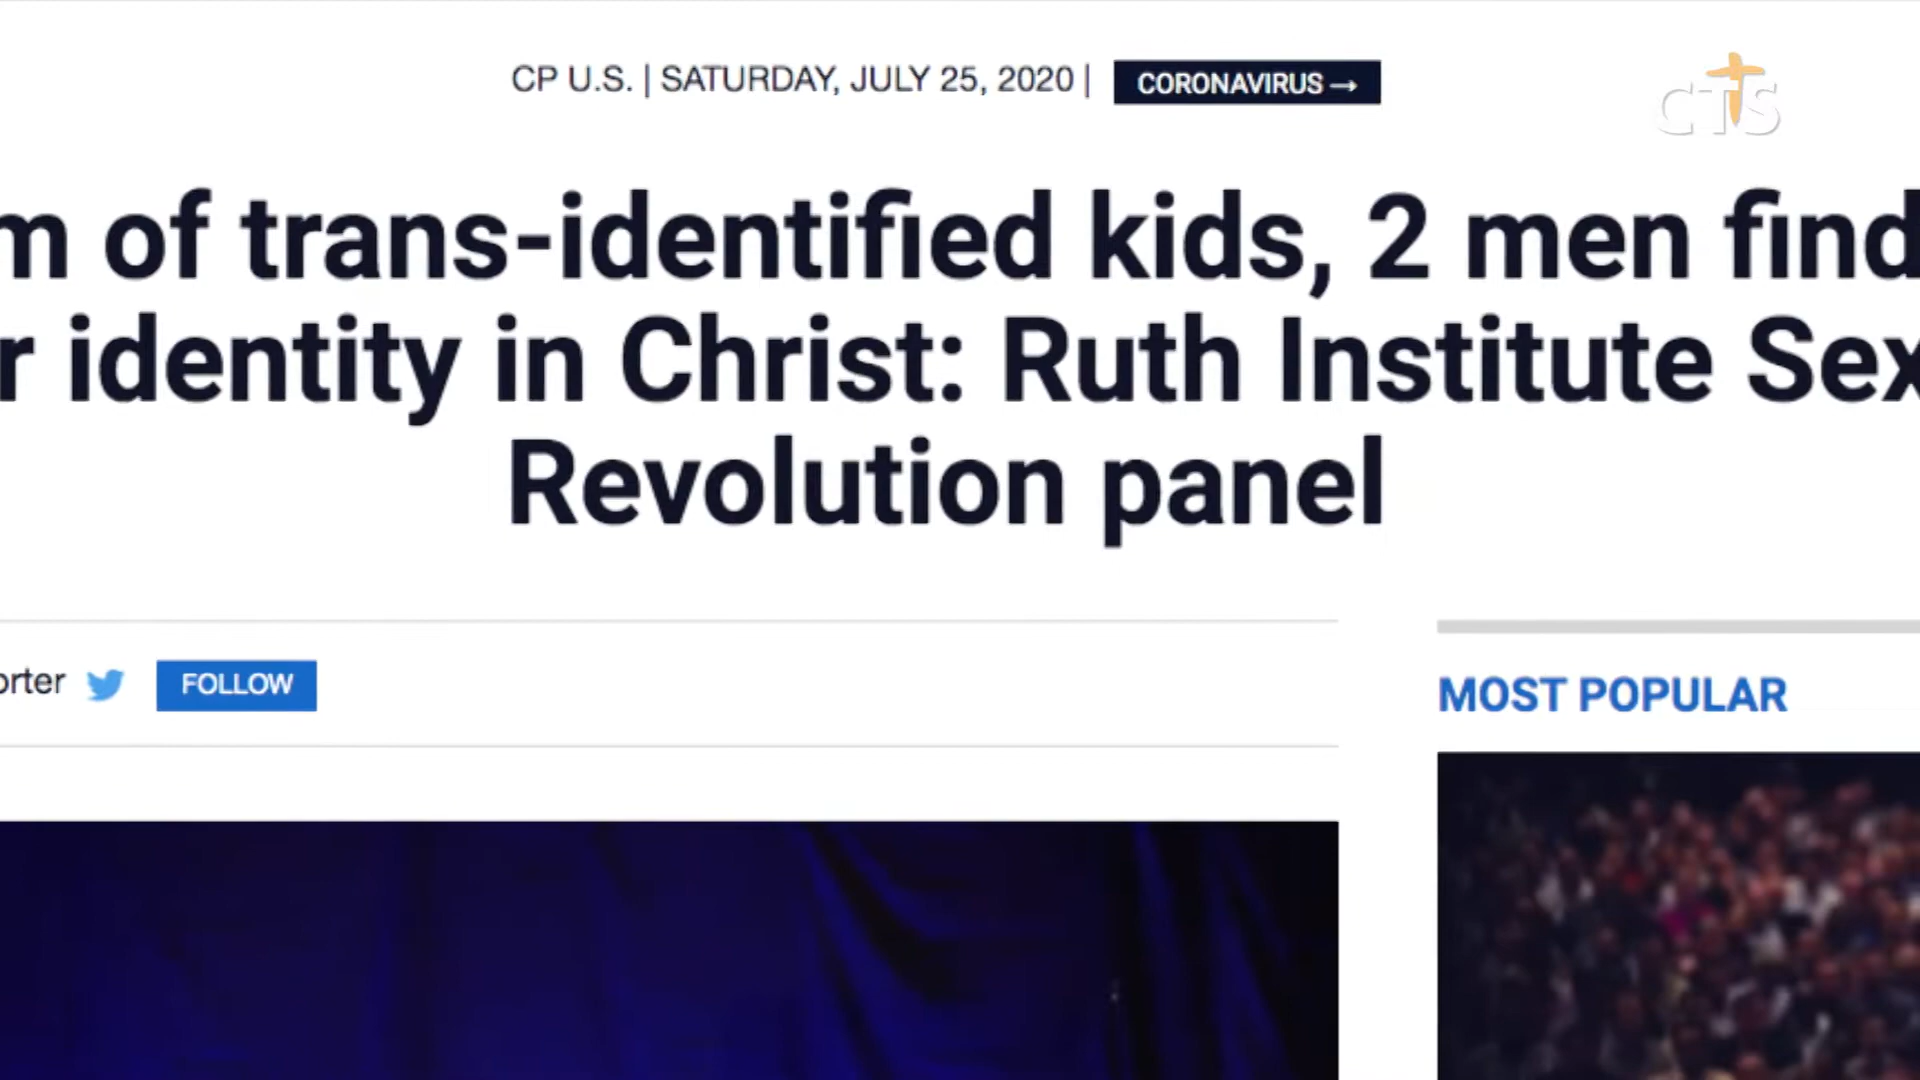 CP U.S. | SATURDAY, JULY 25, 2020 | CORONAVIRUS →
CTS
m of trans-identified kids, 2 men find
r identity in Christ: Ruth Institute Sex
Revolution panel
orter FOLLOW
MOST POPULAR